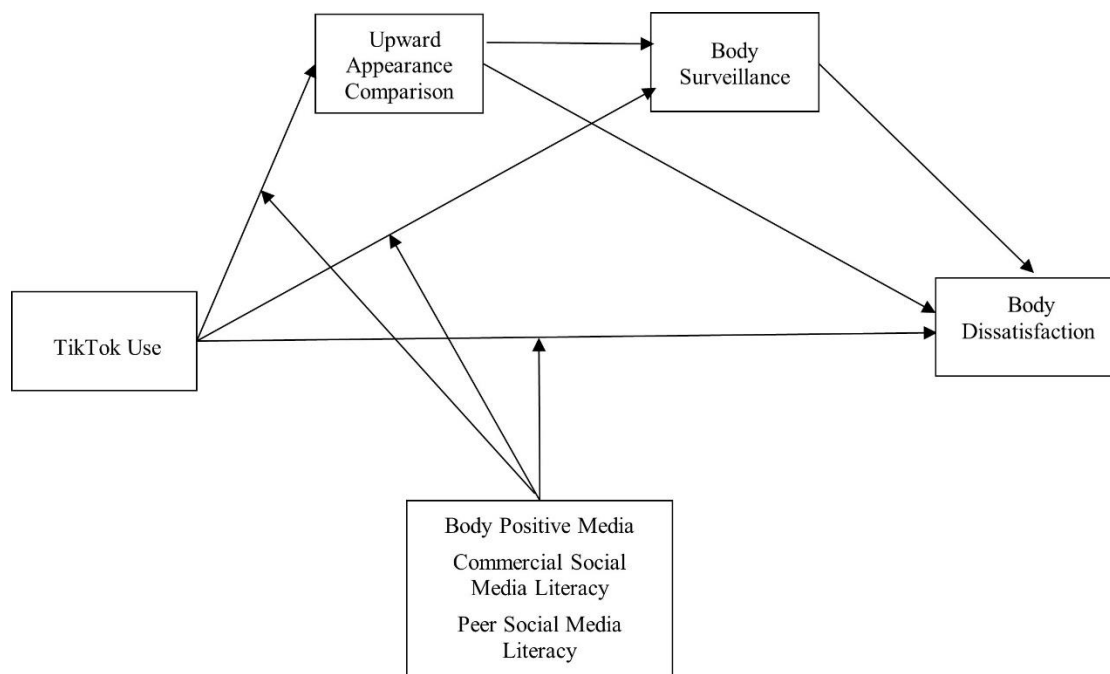 Upward
Appearance
Comparison
Body
Surveillance
TikTok Use
Body
Dissatisfaction
Body Positive Media
Commercial Social
Media Literacy
Peer Social Media
Literacy